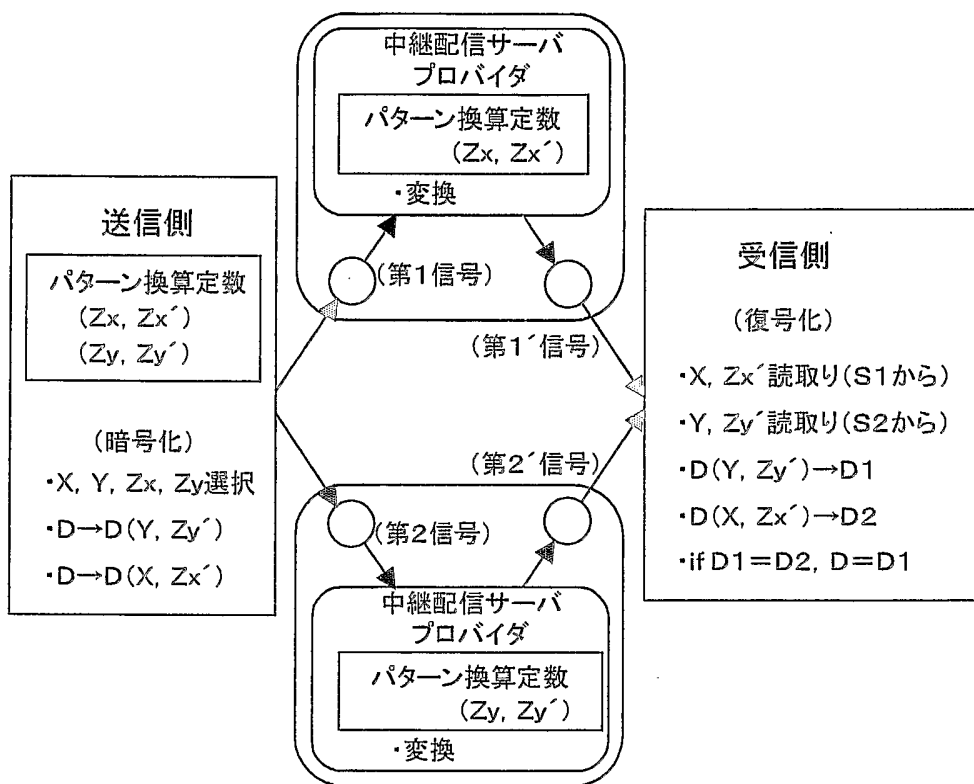 中継配信サーバ
プロバイダ
パターン換算定数
(Zx, Zx´)
・変換
(第1信号)
(第1´信号)
送信側
パターン換算定数
(Zx, Zx´)
(Zy, Zy´)
(暗号化)
・X, Y, Zx, Zy選択
・D→D(Y, Zy´)
・D→D(X, Zx´)
受信側
(復号化)
・X, Zx´読取り(S1から)
・Y, Zy´読取り(S2から)
・D(Y, Zy´)→D1
・D(X, Zx´)→D2
・if D1=D2, D=D1
(第2´信号)
(第2信号)
中継配信サーバ
プロバイダ
パターン換算定数
(Zy, Zy´)
・変換